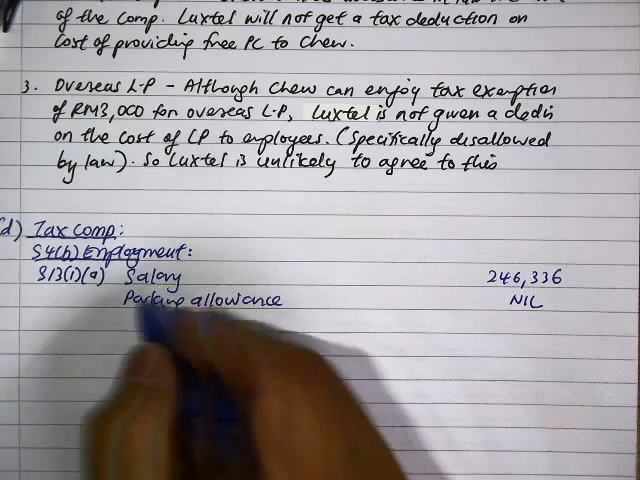 of the comp. Luxtel will not get a tax deduction on
cost of providing free PC to Chew.
3. Overseas L.P - Although Chew can enjoy tax exemption
of RM3,000 for overseas L.P, Luxtel is not given a dedn
on the cost of LP to employees. (Specifically disallowed
by law). So Luxtel is unlikely to agree to this
d) Tax comp:
S4(b) Employment:
S13(1)(a) Salary 246,336
Parking allowance NIL